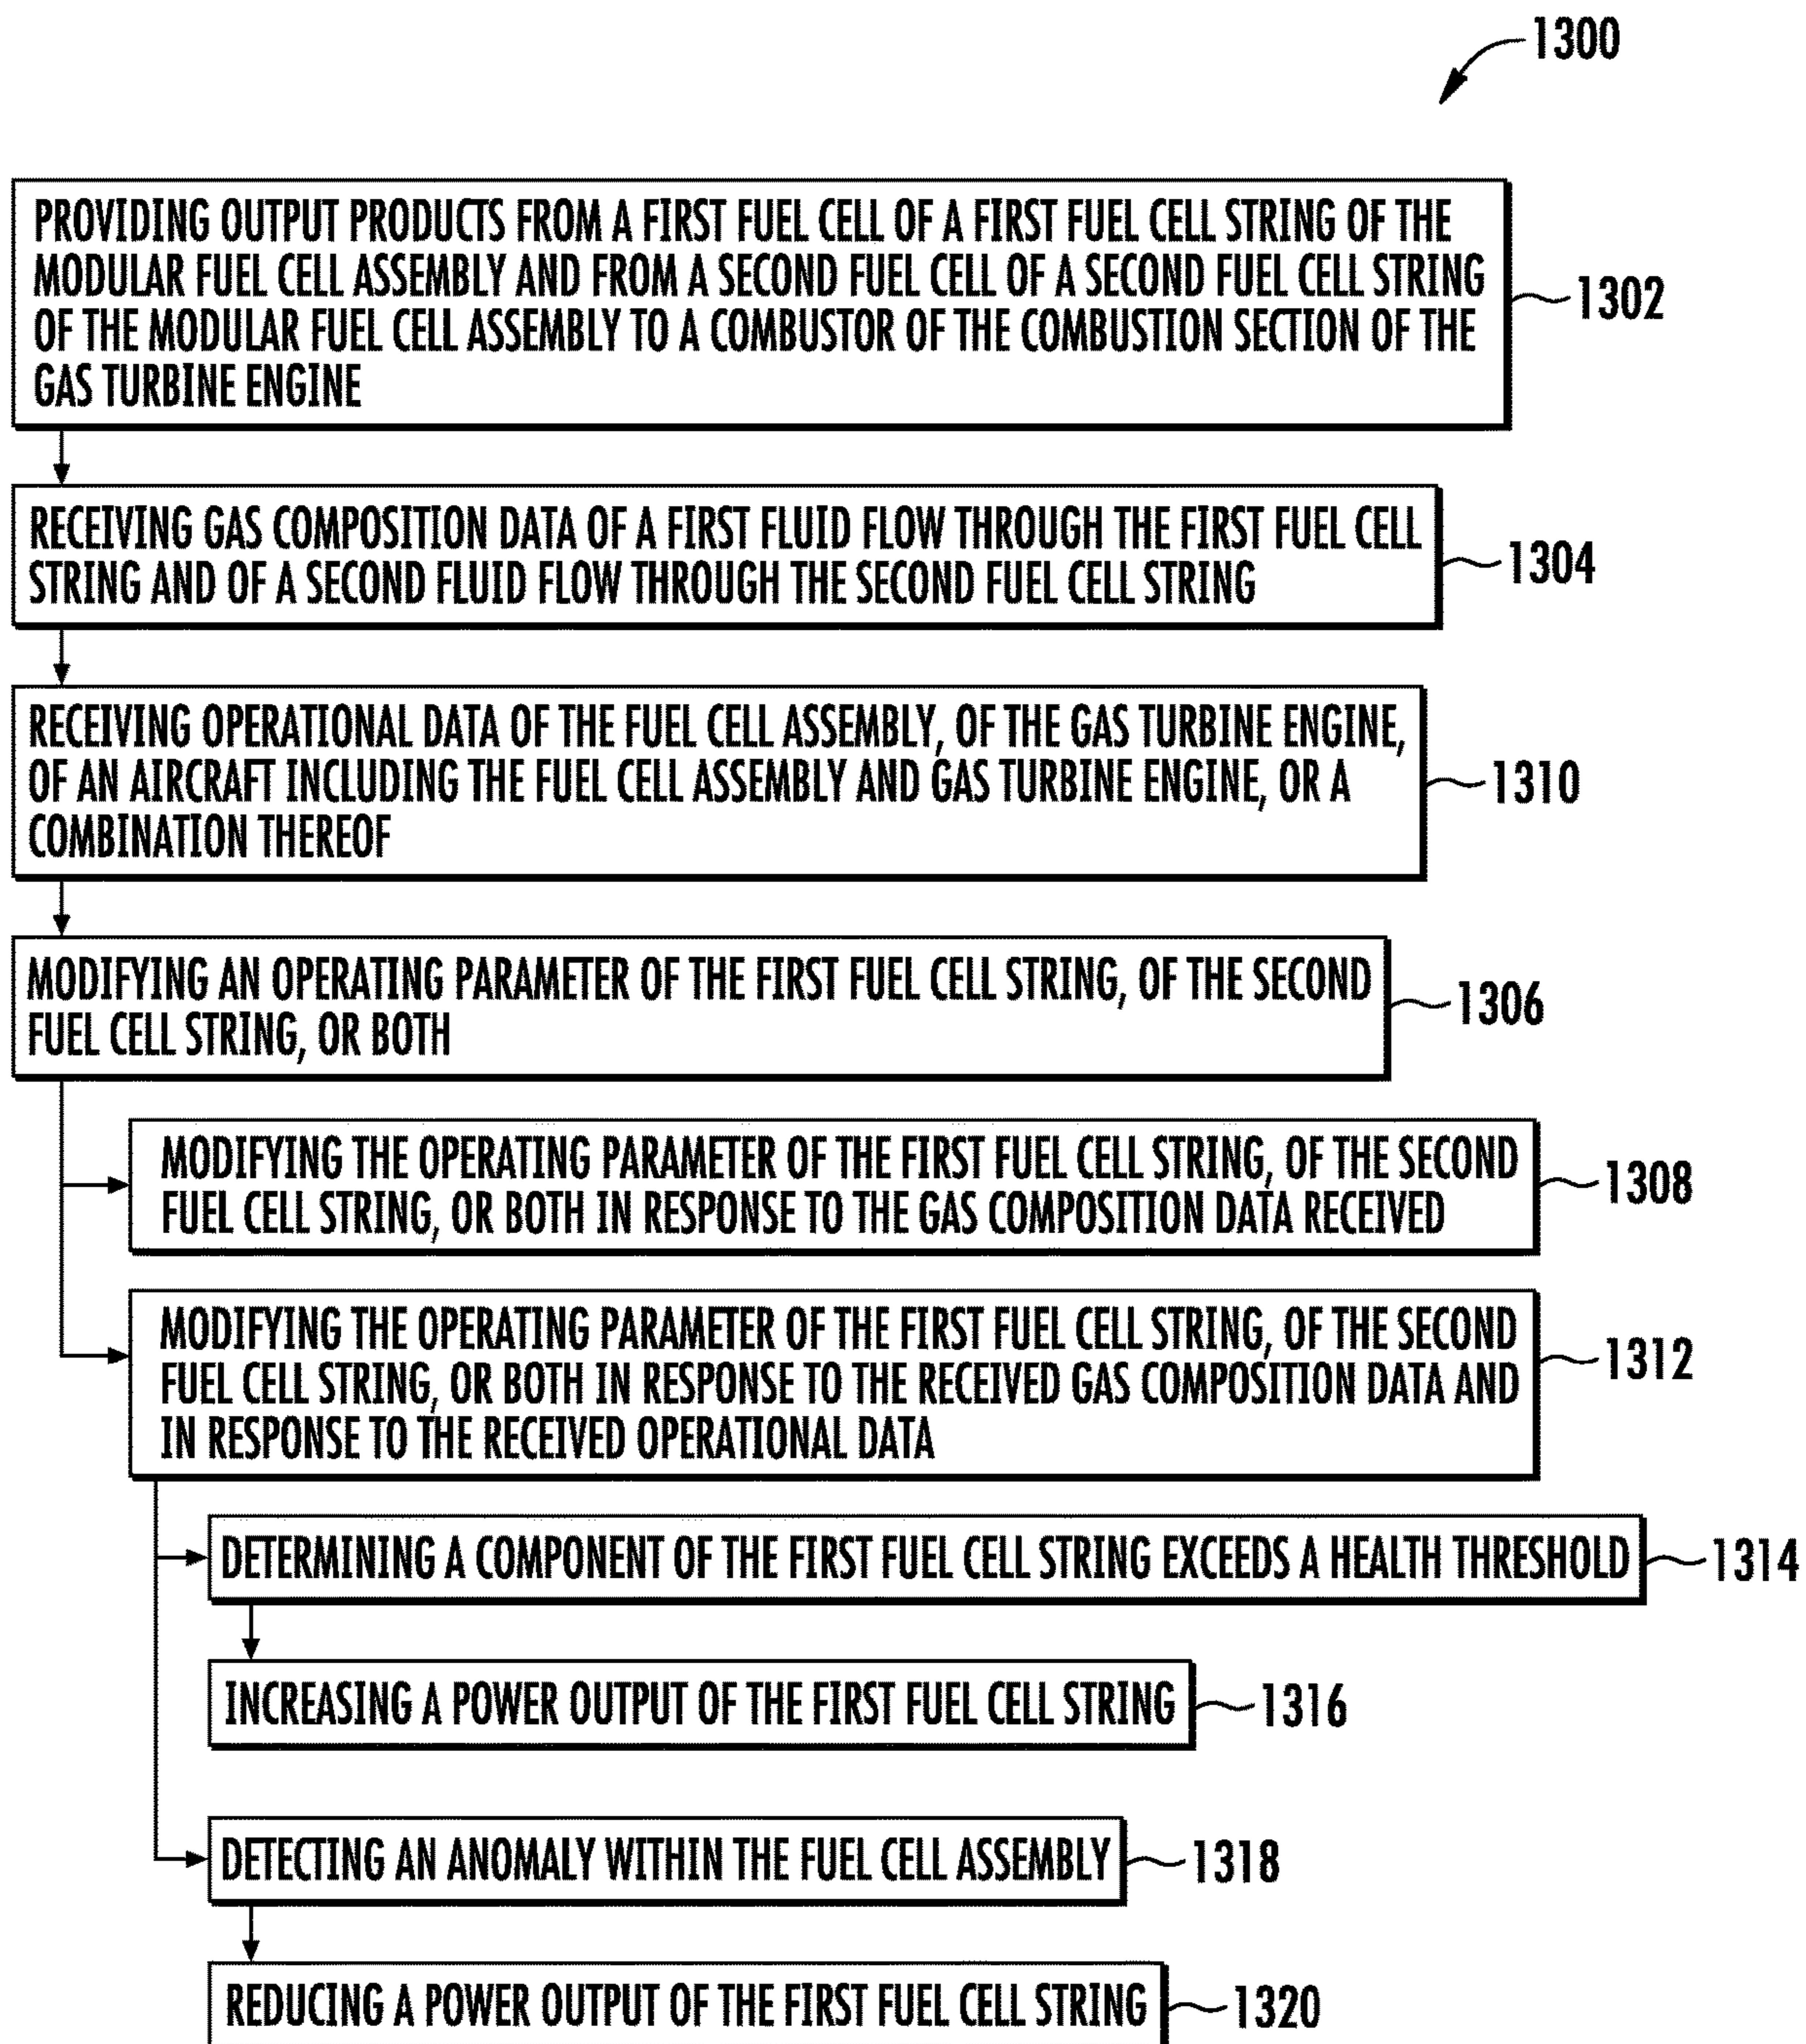 1300
PROVIDING OUTPUT PRODUCTS FROM A FIRST FUEL CELL OF A FIRST FUEL CELL STRING OF THE
MODULAR FUEL CELL ASSEMBLY AND FROM A SECOND FUEL CELL OF A SECOND FUEL CELL STRING
OF THE MODULAR FUEL CELL ASSEMBLY TO A COMBUSTOR OF THE COMBUSTION SECTION OF THE
GAS TURBINE ENGINE
1302
RECEIVING GAS COMPOSITION DATA OF A FIRST FLUID FLOW THROUGH THE FIRST FUEL CELL
STRING AND OF A SECOND FLUID FLOW THROUGH THE SECOND FUEL CELL STRING
1304
RECEIVING OPERATIONAL DATA OF THE FUEL CELL ASSEMBLY, OF THE GAS TURBINE ENGINE,
OF AN AIRCRAFT INCLUDING THE FUEL CELL ASSEMBLY AND GAS TURBINE ENGINE, OR A
COMBINATION THEREOF
1310
MODIFYING AN OPERATING PARAMETER OF THE FIRST FUEL CELL STRING, OF THE SECOND
FUEL CELL STRING, OR BOTH
1306
MODIFYING THE OPERATING PARAMETER OF THE FIRST FUEL CELL STRING, OF THE SECOND
FUEL CELL STRING, OR BOTH IN RESPONSE TO THE GAS COMPOSITION DATA RECEIVED
1308
MODIFYING THE OPERATING PARAMETER OF THE FIRST FUEL CELL STRING, OF THE SECOND
FUEL CELL STRING, OR BOTH IN RESPONSE TO THE RECEIVED GAS COMPOSITION DATA AND
IN RESPONSE TO THE RECEIVED OPERATIONAL DATA
1312
DETERMINING A COMPONENT OF THE FIRST FUEL CELL STRING EXCEEDS A HEALTH THRESHOLD
1314
INCREASING A POWER OUTPUT OF THE FIRST FUEL CELL STRING
1316
DETECTING AN ANOMALY WITHIN THE FUEL CELL ASSEMBLY
1318
REDUCING A POWER OUTPUT OF THE FIRST FUEL CELL STRING
1320